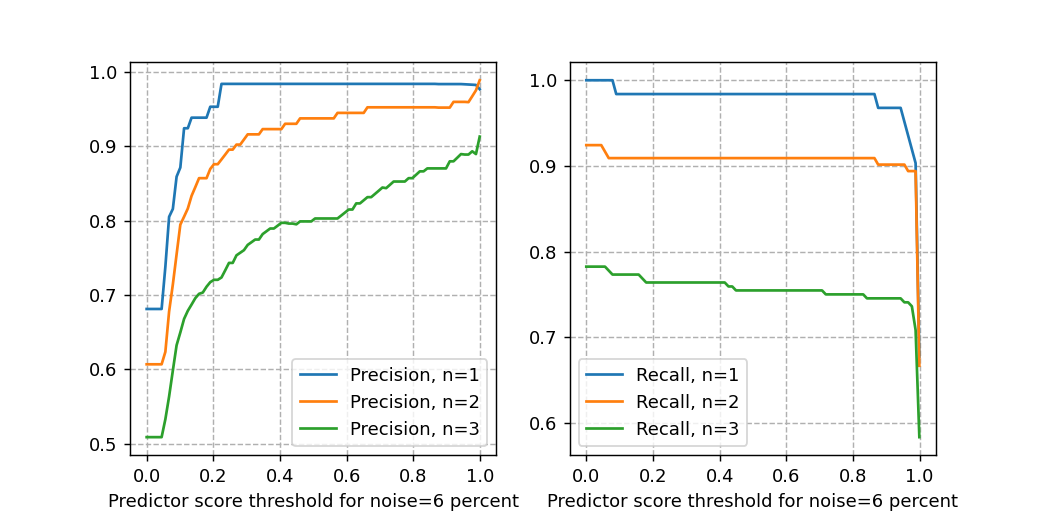 1.0
0.9
0.8
0.7
0.6
0.5
0.0 0.2 0.4 0.6 0.8 1.0
Predictor score threshold for noise=6 percent
Precision, n=1
Precision, n=2
Precision, n=3
1.0
0.9
0.8
0.7
0.6
0.0 0.2 0.4 0.6 0.8 1.0
Predictor score threshold for noise=6 percent
Recall, n=1
Recall, n=2
Recall, n=3